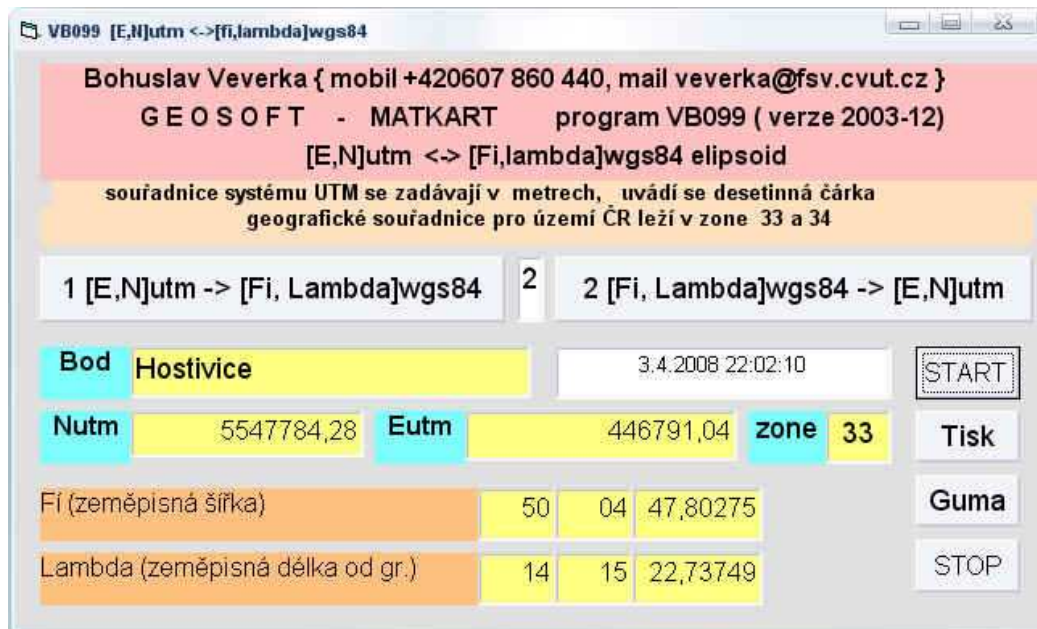 VB099 [E,N]utm <->[fi,lambda]wgs84
Bohuslav Veverka { mobil +420607 860 440, mail veverka@fsv.cvut.cz }
G E O S O F T - MATKART program VB099 ( verze 2003-12)
[E,N]utm <-> [Fi,lambda]wgs84 elipsoid
souřadnice systému UTM se zadávají v metrech, uvádí se desetinná čárka
geografické souřadnice pro území ČR leží v zone 33 a 34
1 [E,N]utm -> [Fi, Lambda]wgs84 2 2 [Fi, Lambda]wgs84 -> [E,N]utm
Bod Hostivice 3.4.2008 22:02:10 START
Nutm 5547784,28 Eutm 446791,04 zone 33 Tisk
Fí (zeměpisná šířka) 50 04 47,80275 Guma
Lambda (zeměpisná délka od gr.) 14 15 22,73749 STOP